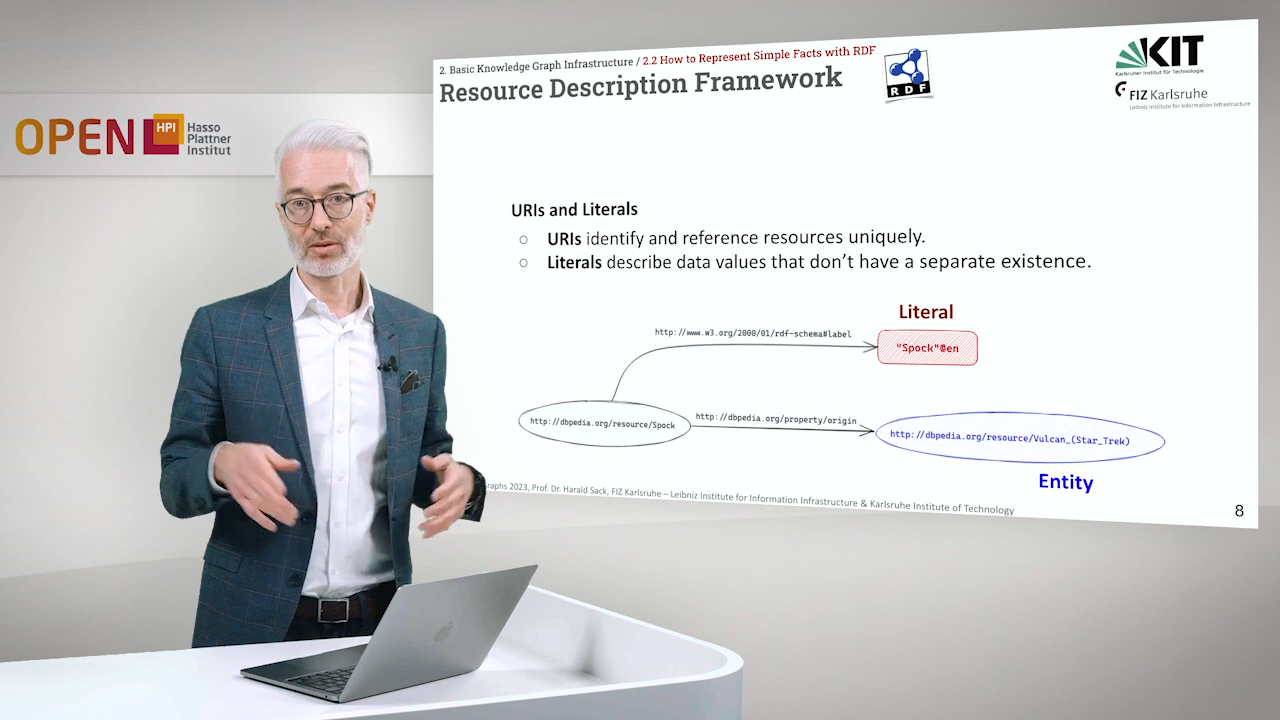 2. Basic Knowledge Graph Infrastructure / 2.2 How to Represent Simple Facts with RDF
Resource Description Framework
RDF
KIT
Karlsruher Institut für Technologie
FIZ Karlsruhe
Leibniz Institute for Information Infrastructure
OPEN HPI Hasso
Plattner
Institut
URIs and Literals
○ URIs identify and reference resources uniquely.
○ Literals describe data values that don't have a separate existence.
Literal
http://www.w3.org/2000/01/rdf-schema#label
"Spock"@en
http://dbpedia.org/resource/Spock
http://dbpedia.org/property/origin
http://dbpedia.org/resource/Vulcan_(Star_Trek)
Entity
2023, Prof. Dr. Harald Sack, FIZ Karlsruhe – Leibniz Institute for Information Infrastructure & Karlsruhe Institute of Technology
8